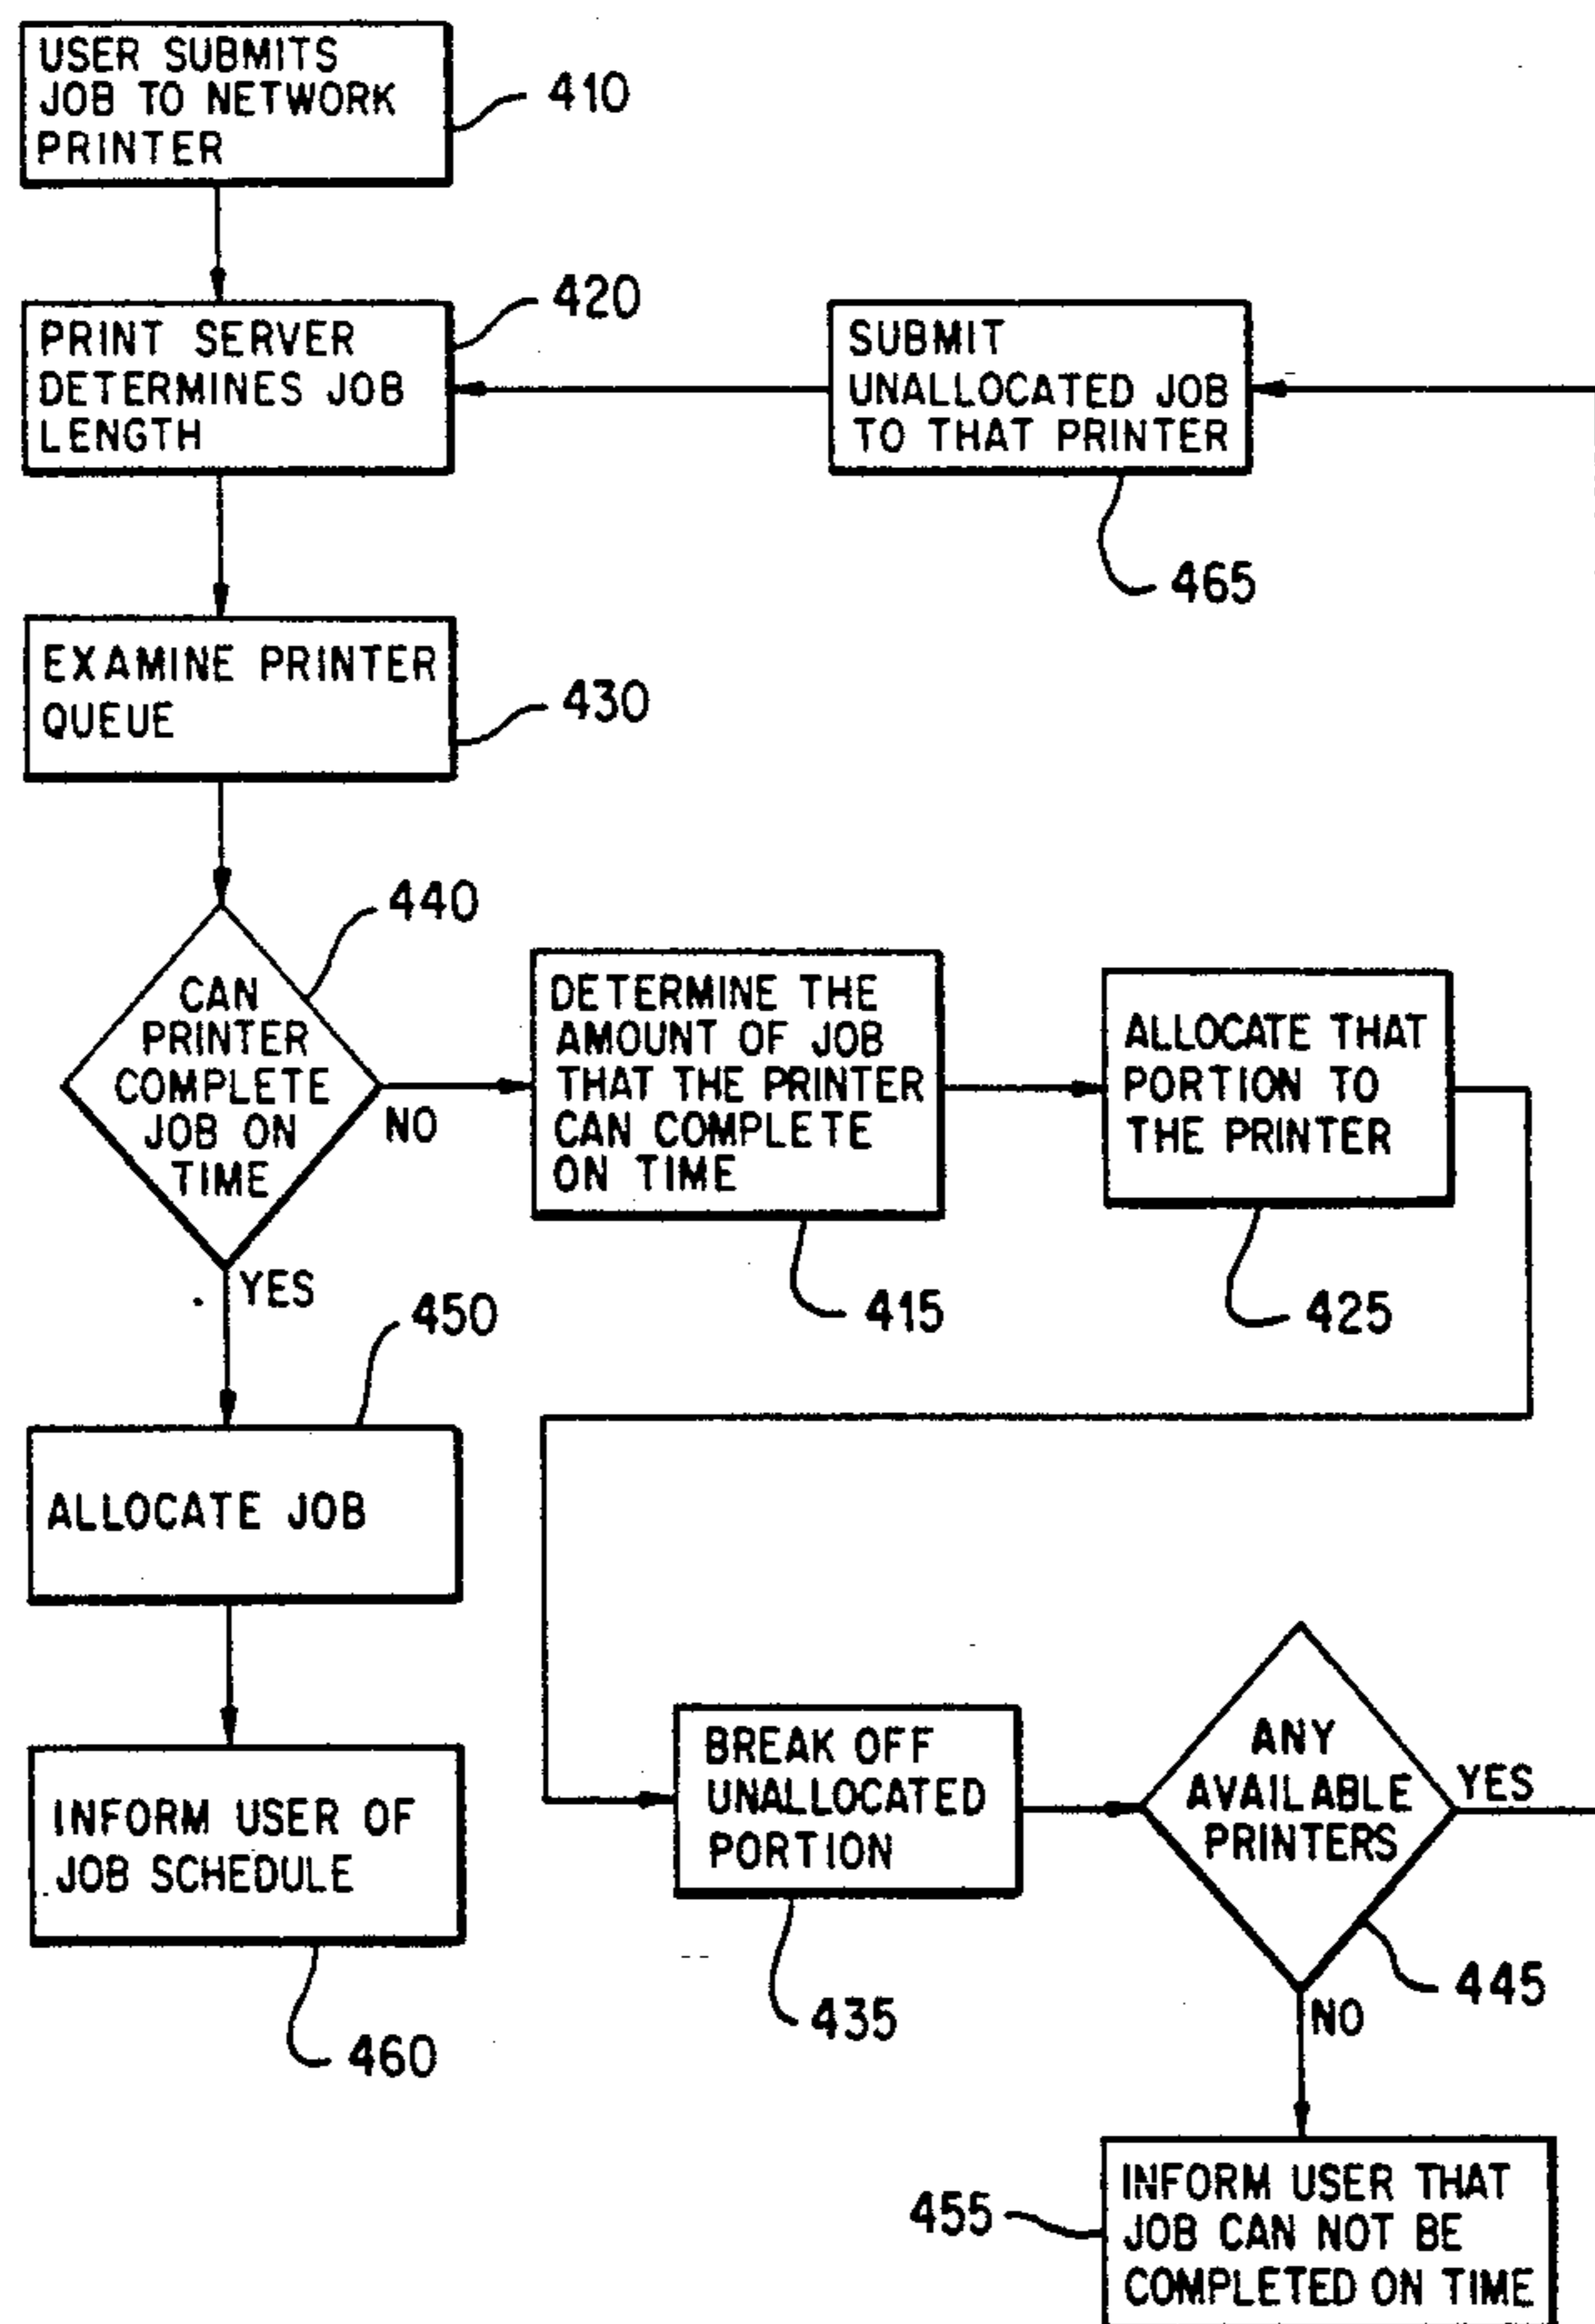 USER SUBMITS
JOB TO NETWORK
PRINTER
410
PRINT SERVER
DETERMINES JOB
LENGTH
420
SUBMIT
UNALLOCATED JOB
TO THAT PRINTER
465
EXAMINE PRINTER
QUEUE
430
CAN
PRINTER
COMPLETE
JOB ON
TIME
440
NO
YES
DETERMINE THE
AMOUNT OF JOB
THAT THE PRINTER
CAN COMPLETE
ON TIME
415
ALLOCATE THAT
PORTION TO
THE PRINTER
425
450
ALLOCATE JOB
INFORM USER OF
JOB SCHEDULE
460
BREAK OFF
UNALLOCATED
PORTION
435
ANY
AVAILABLE
PRINTERS
YES
445
NO
455
INFORM USER THAT
JOB CAN NOT BE
COMPLETED ON TIME